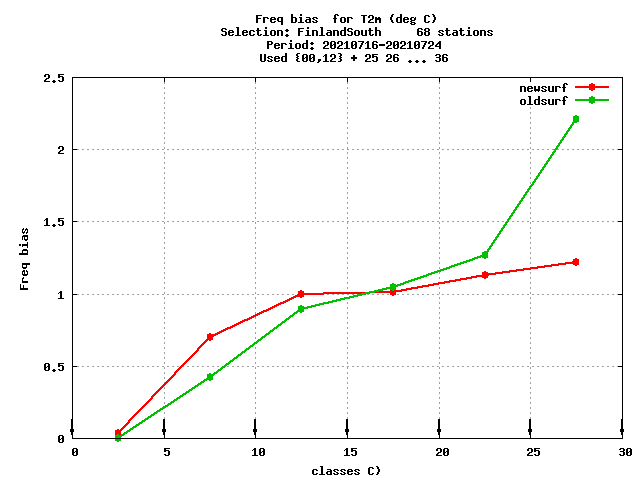 Freq bias  for T2m (deg C)
Selection: FinlandSouth     68 stations
Period: 20210716-20210724
Used {00,12} + 25 26 ... 36
newsurf
oldsurf
2.5
2
1.5
1
0.5
0
Freq bias
0 5 10 15 20 25 30
classes C)